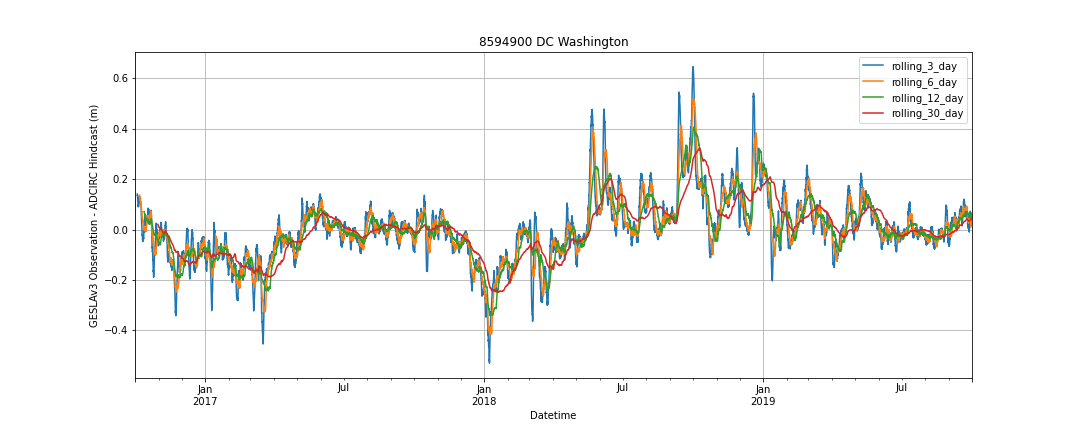 8594900 DC Washington
rolling_3_day
rolling_6_day
rolling_12_day
rolling_30_day
GESLAv3 Observation - ADCIRC Hindcast (m)
0.6
0.4
0.2
0.0
−0.2
−0.4
Jan Jul Jan Jul Jan Jul
2017 2018 2019
Datetime